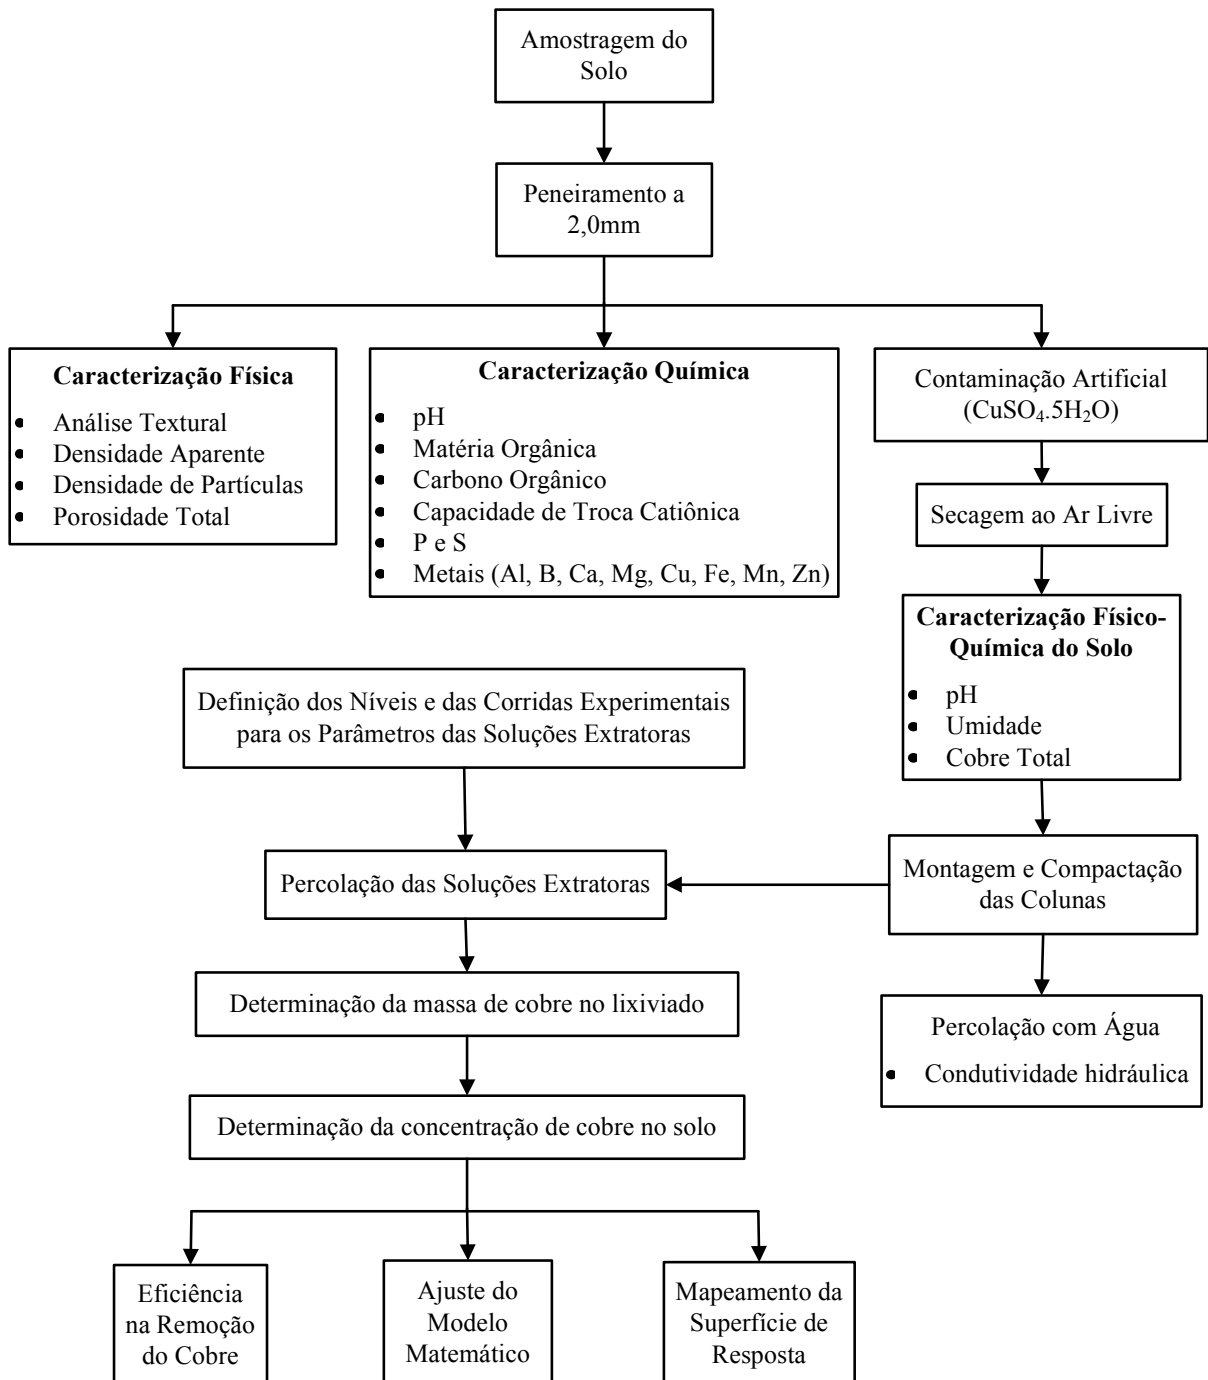 Amostragem do
Solo
Peneiramento a
2,0mm
Caracterização Física
• Análise Textural
• Densidade Aparente
• Densidade de Partículas
• Porosidade Total
Caracterização Química
• pH
• Matéria Orgânica
• Carbono Orgânico
• Capacidade de Troca Catiônica
• P e S
• Metais (Al, B, Ca, Mg, Cu, Fe, Mn, Zn)
Contaminação Artificial
(CuSO₄.5H₂O)
Secagem ao Ar Livre
Caracterização Físico-
Química do Solo
• pH
• Umidade
• Cobre Total
Definição dos Níveis e das Corridas Experimentais
para os Parâmetros das Soluções Extratoras
Percolação das Soluções Extratoras
Montagem e Compactação
das Colunas
Determinação da massa de cobre no lixiviado
Percolação com Água
• Condutividade hidráulica
Determinação da concentração de cobre no solo
Eficiência
na Remoção
do Cobre
Ajuste do
Modelo
Matemático
Mapeamento da
Superfície de
Resposta